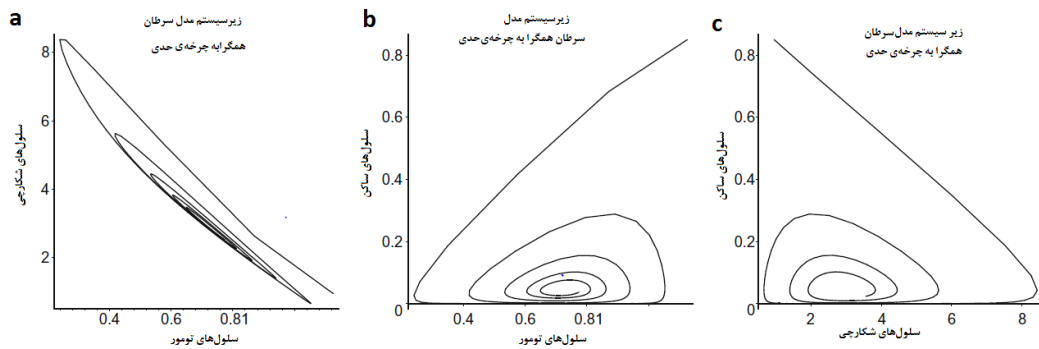 a
زیرسیستم مدل سرطان
همگرابه چرخه‌ی حدی
8
6
4
2
0.4
0.6
0.81
سلول‌های شکارچی
سلول‌های تومور
b
زیرسیستم مدل
سرطان همگرا به چرخه‌ی‌حدی
0.8
0.6
0.4
0.2
0
0.4
0.6
0.81
سلول‌های ساکن
سلول‌های تومور
c
زیر سیستم مدل‌سرطان
همگرا به چرخه‌ی حدی
0.8
0.6
0.4
0.2
0
2
4
6
8
سلول‌های ساکن
سلول‌های شکارچی